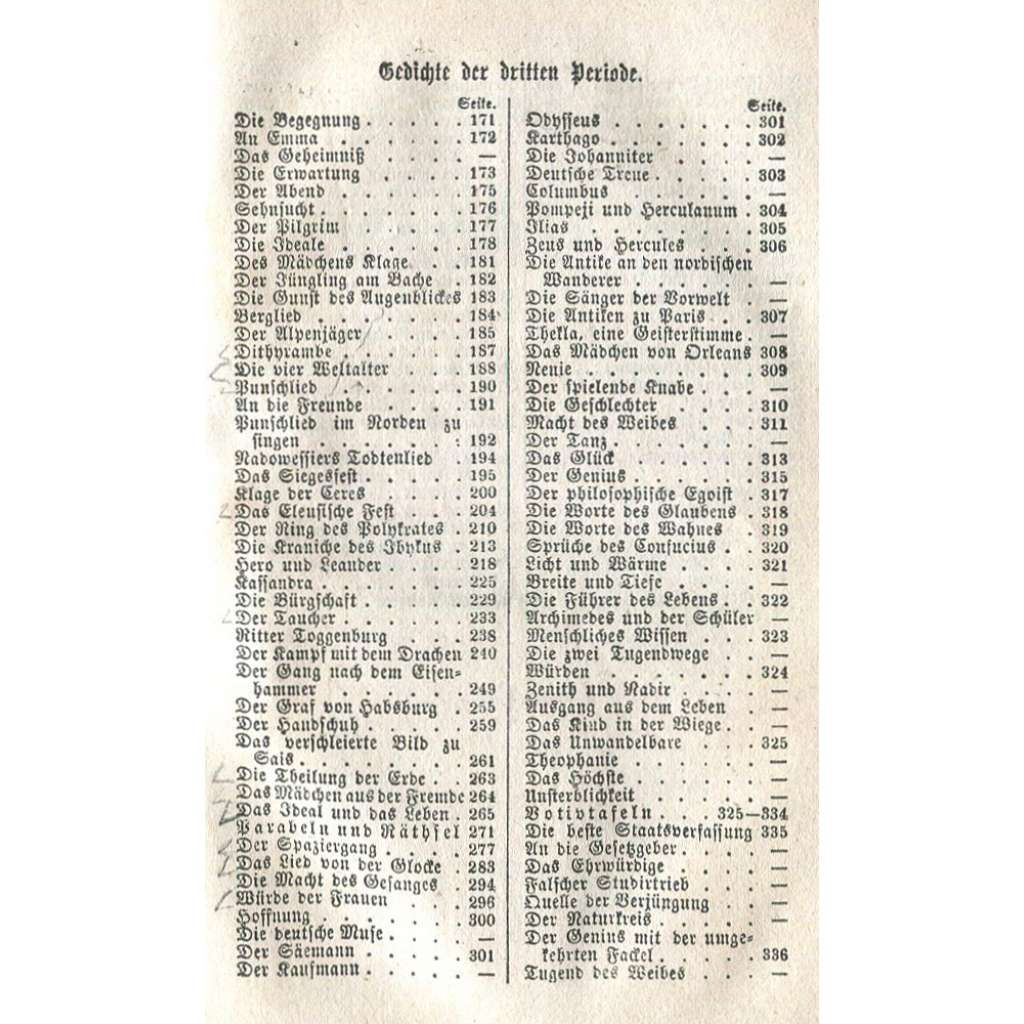 Gedichte der dritten Periode.
Seite.
Die Begegnung . . . . . 171
An Emma . . . . . . 172
Das Geheimniß . . . . . —
Die Erwartung . . . . 173
Der Abend . . . . . . 175
Sehnsucht . . . . . . . 176
Der Pilgrim . . . . . 177
Die Ideale . . . . . . 178
Des Mädchens Klage . . . 181
Der Jüngling am Bache . . 182
Die Gunst des Augenblickes 183
Berglied . . . . . . . 184
Der Alpenjäger . . . . . 185
Dithyrambe . . . . . . 187
Die vier Weltalter . . . . 188
Punschlied . . . . . . 190
An die Freunde . . . . 191
Punschlied im Norden zu
singen . . . . . . . 192
Nadowessiers Todtenlied . 194
Das Siegesfest . . . . . 195
Klage der Ceres . . . . 200
Das Eleusische Fest . . . 204
Der Ring des Polykrates . 210
Die Kraniche des Ibykus . 213
Hero und Leander . . . . 218
Kassandra . . . . . . . 225
Die Bürgschaft . . . . . 229
Der Taucher . . . . . . 233
Ritter Toggenburg . . . 238
Der Kampf mit dem Drachen 240
Der Gang nach dem Eisen-
hammer . . . . . . 249
Der Graf von Habsburg . 255
Der Handschuh . . . . . 259
Das verschleierte Bild zu
Sais . . . . . . . . 261
Die Theilung der Erde . . 263
Das Mädchen aus der Fremde 264
Das Ideal und das Leben . 265
Parabeln und Räthsel 271
Der Spaziergang . . . . 277
Das Lied von der Glocke . 283
Die Macht des Gesanges . 294
Würde der Frauen . . . 296
Hoffnung . . . . . . . 300
Die deutsche Muse . . . . —
Der Säemann . . . . . 301
Der Kaufmann . . . . . —
Seite.
Odysseus . . . . . . . 301
Karthago . . . . . . . 302
Die Johanniter . . . . —
Deutsche Treue . . . . . 303
Columbus . . . . . . —
Pompeji und Herculanum . 304
Ilias . . . . . . . . 305
Zeus und Hercules . . . 306
Die Antike an den nordischen
Wanderer . . . . . . —
Die Sänger der Vorwelt . —
Die Antiken zu Paris . . 307
Thekla, eine Geisterstimme . —
Das Mädchen von Orleans 308
Nenie . . . . . . . . 309
Der spielende Knabe . . . —
Die Geschlechter . . . . 310
Macht des Weibes . . . 311
Der Tanz . . . . . . . —
Das Glück . . . . . . 313
Der Genius . . . . . . 315
Der philosophische Egoist . 317
Die Worte des Glaubens . 318
Die Worte des Wahnes . 319
Sprüche des Confucius . . 320
Licht und Wärme . . . . 321
Breite und Tiefe . . . . —
Die Führer des Lebens . . 322
Archimedes und der Schüler —
Menschliches Wissen . . . 323
Die zwei Tugendwege . . —
Würden . . . . . . . 324
Zenith und Nadir . . . . —
Ausgang aus dem Leben . —
Das Kind in der Wiege . . —
Das Unwandelbare . . . 325
Theophanie . . . . . . —
Das Höchste . . . . . . —
Unsterblichkeit . . . . . —
Votivtafeln . . . 325—334
Die beste Staatsverfassung 335
An die Gesetzgeber . . . . —
Das Ehrwürdige . . . . —
Falscher Studirtrieb . . . —
Quelle der Verjüngung . . —
Der Naturkreis . . . . . —
Der Genius mit der umge-
kehrten Fackel . . . . . 336
Tugend des Weibes . . . —